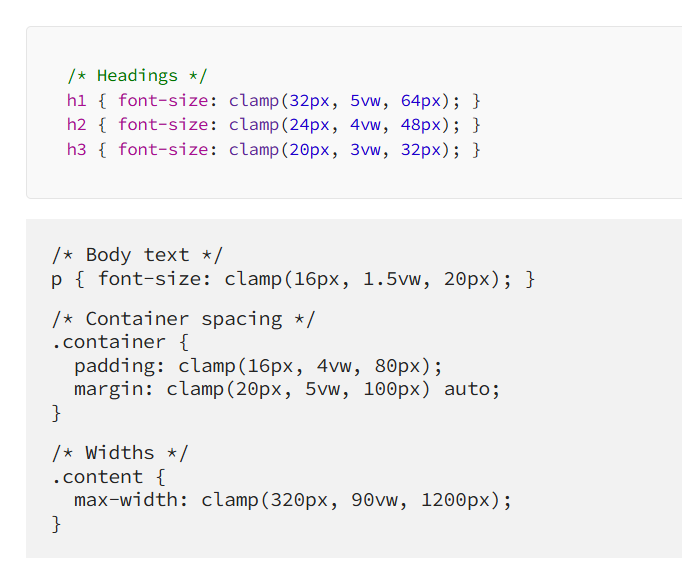 /* Headings */
h1 { font-size: clamp(32px, 5vw, 64px); }
h2 { font-size: clamp(24px, 4vw, 48px); }
h3 { font-size: clamp(20px, 3vw, 32px); }
/* Body text */
p { font-size: clamp(16px, 1.5vw, 20px); }
/* Container spacing */
.container {
  padding: clamp(16px, 4vw, 80px);
  margin: clamp(20px, 5vw, 100px) auto;
}
/* Widths */
.content {
  max-width: clamp(320px, 90vw, 1200px);
}